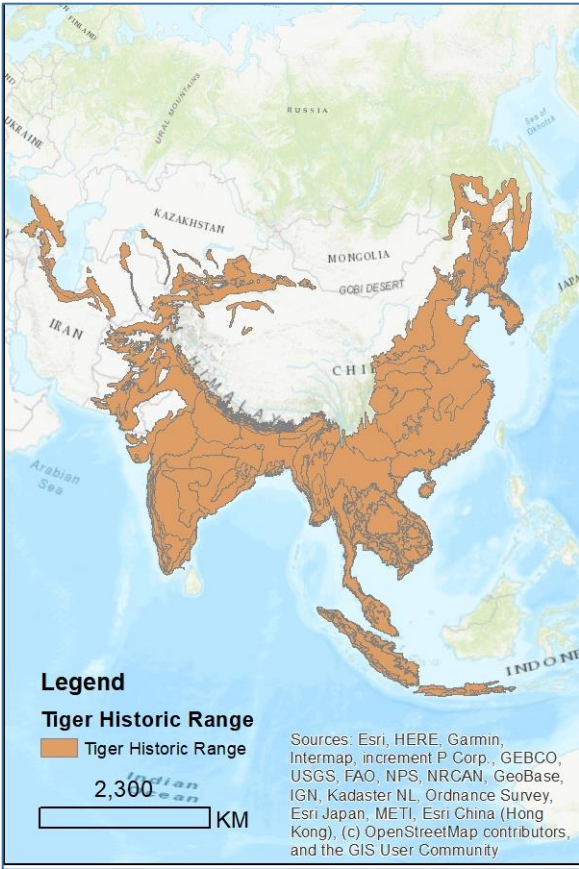 FINLAND
RUSSIA
URAL MOUNTAINS
UKRAINE
Sea of
Okhotsk
KAZAKHSTAN
MONGOLIA
GOBI DESERT
IRAN
HIMALAYA
Arabian
Sea
INDONE
Legend
Tiger Historic Range
Tiger Historic Range
2,300
KM
Indian
Ocean
Sources: Esri, HERE, Garmin,
Intermap, increment P Corp., GEBCO,
USGS, FAO, NPS, NRCAN, GeoBase,
IGN, Kadaster NL, Ordnance Survey,
Esri Japan, METI, Esri China (Hong
Kong), (c) OpenStreetMap contributors,
and the GIS User Community